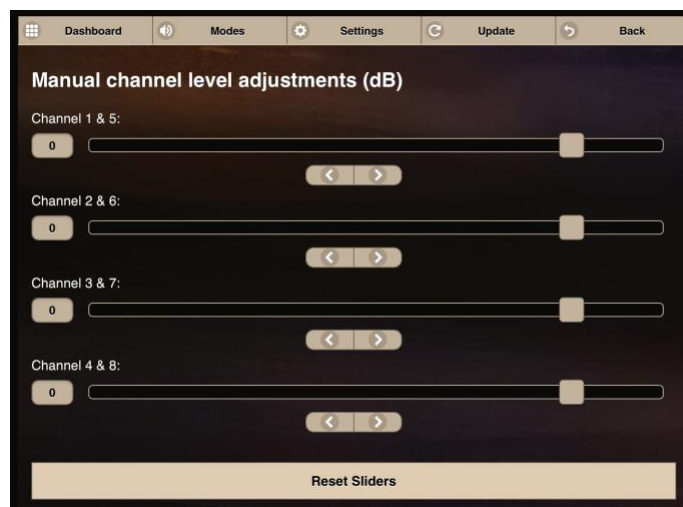 Dashboard Modes Settings Update Back
Manual channel level adjustments (dB)
Channel 1 & 5:
0
Channel 2 & 6:
0
Channel 3 & 7:
0
Channel 4 & 8:
0
Reset Sliders